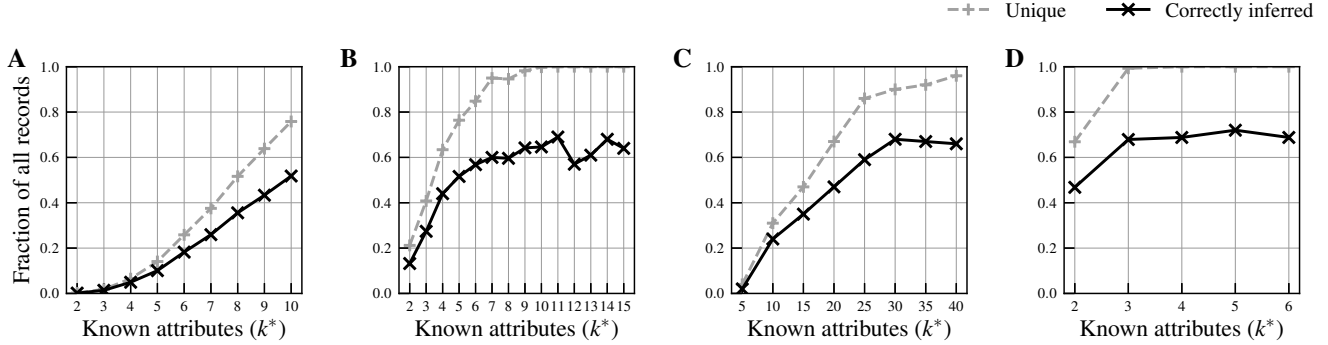 Unique Correctly inferred
A B C D
Fraction of all records
1.0 0.8 0.6 0.4 0.2 0.0
2 3 4 5 6 7 8 9 10
Known attributes (k*)
1.0 0.8 0.6 0.4 0.2 0.0
2 3 4 5 6 7 8 9 10 11 12 13 14 15
Known attributes (k*)
1.0 0.8 0.6 0.4 0.2 0.0
5 10 15 20 25 30 35 40
Known attributes (k*)
1.0 0.8 0.6 0.4 0.2 0.0
2 3 4 5 6
Known attributes (k*)